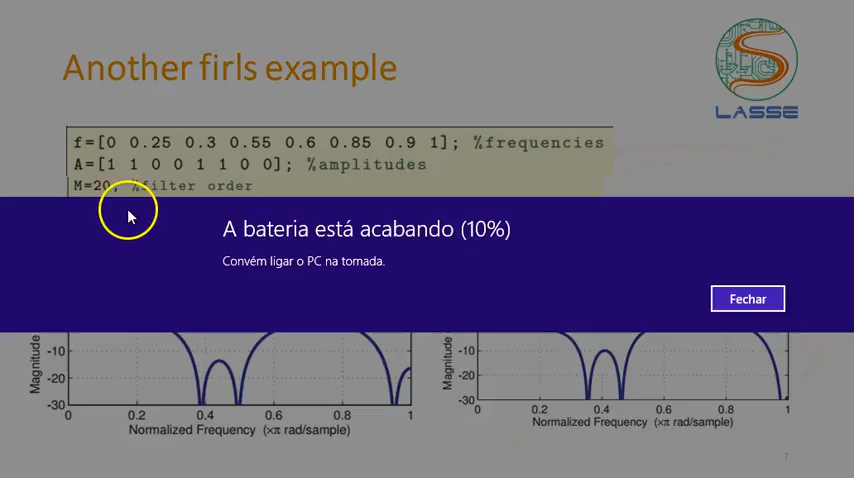 Another firls example
LASSE
f=[0 0.25 0.3 0.55 0.6 0.85 0.9 1]; %frequencies
A=[1 1 0 0 1 1 0 0]; %amplitudes
M=20; %filter order
A bateria está acabando (10%)
Convém ligar o PC na tomada.
Fechar
Magnitude
-10
-20
-30
0 0.2 0.4 0.6 0.8 1
Normalized Frequency (×π rad/sample)
Magnitude
-10
-20
-30
0 0.2 0.4 0.6 0.8 1
Normalized Frequency (×π rad/sample)
7